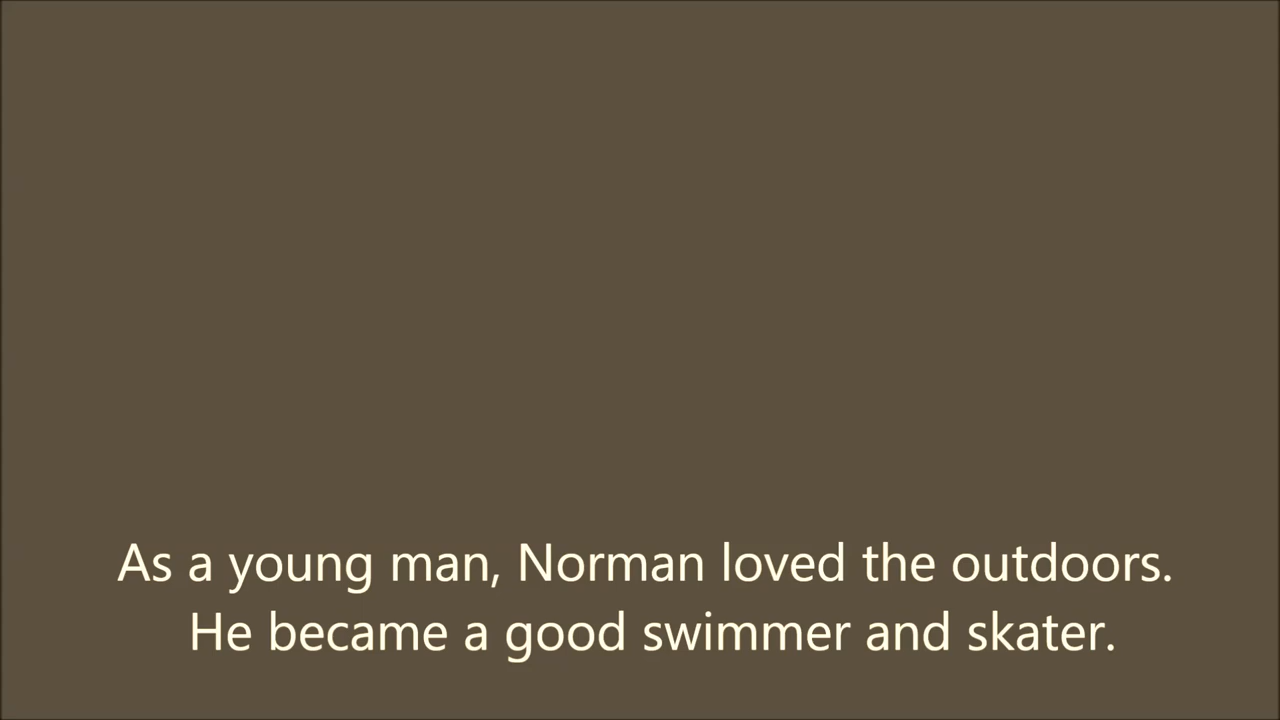 As a young man, Norman loved the outdoors.
He became a good swimmer and skater.